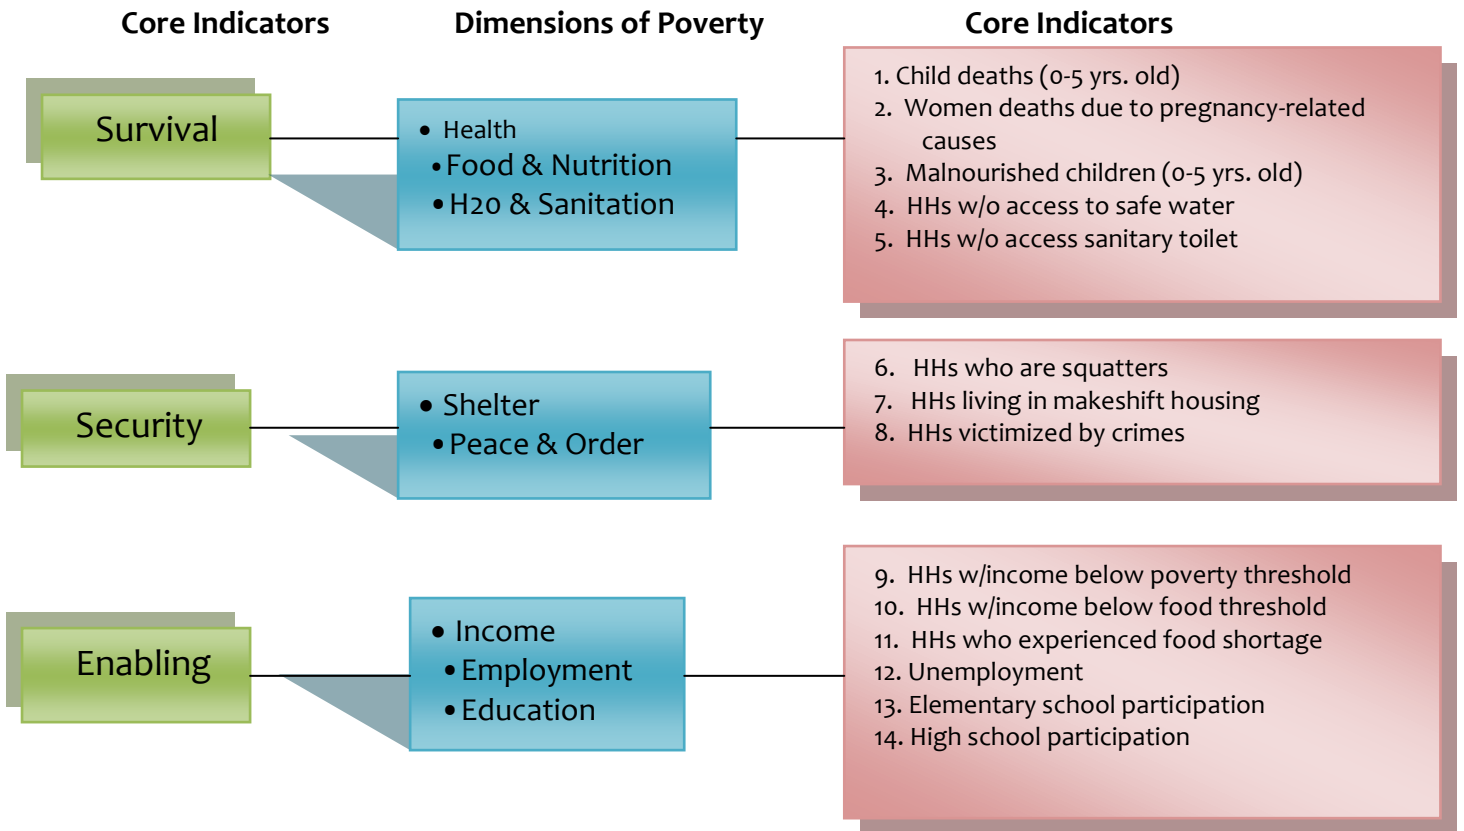 Core Indicators
Dimensions of Poverty
Core Indicators
Survival
• Health
• Food & Nutrition
• H20 & Sanitation
1. Child deaths (0-5 yrs. old)
2. Women deaths due to pregnancy-related
causes
3. Malnourished children (0-5 yrs. old)
4. HHs w/o access to safe water
5. HHs w/o access sanitary toilet
Security
• Shelter
• Peace & Order
6. HHs who are squatters
7. HHs living in makeshift housing
8. HHs victimized by crimes
Enabling
• Income
• Employment
• Education
9. HHs w/income below poverty threshold
10. HHs w/income below food threshold
11. HHs who experienced food shortage
12. Unemployment
13. Elementary school participation
14. High school participation